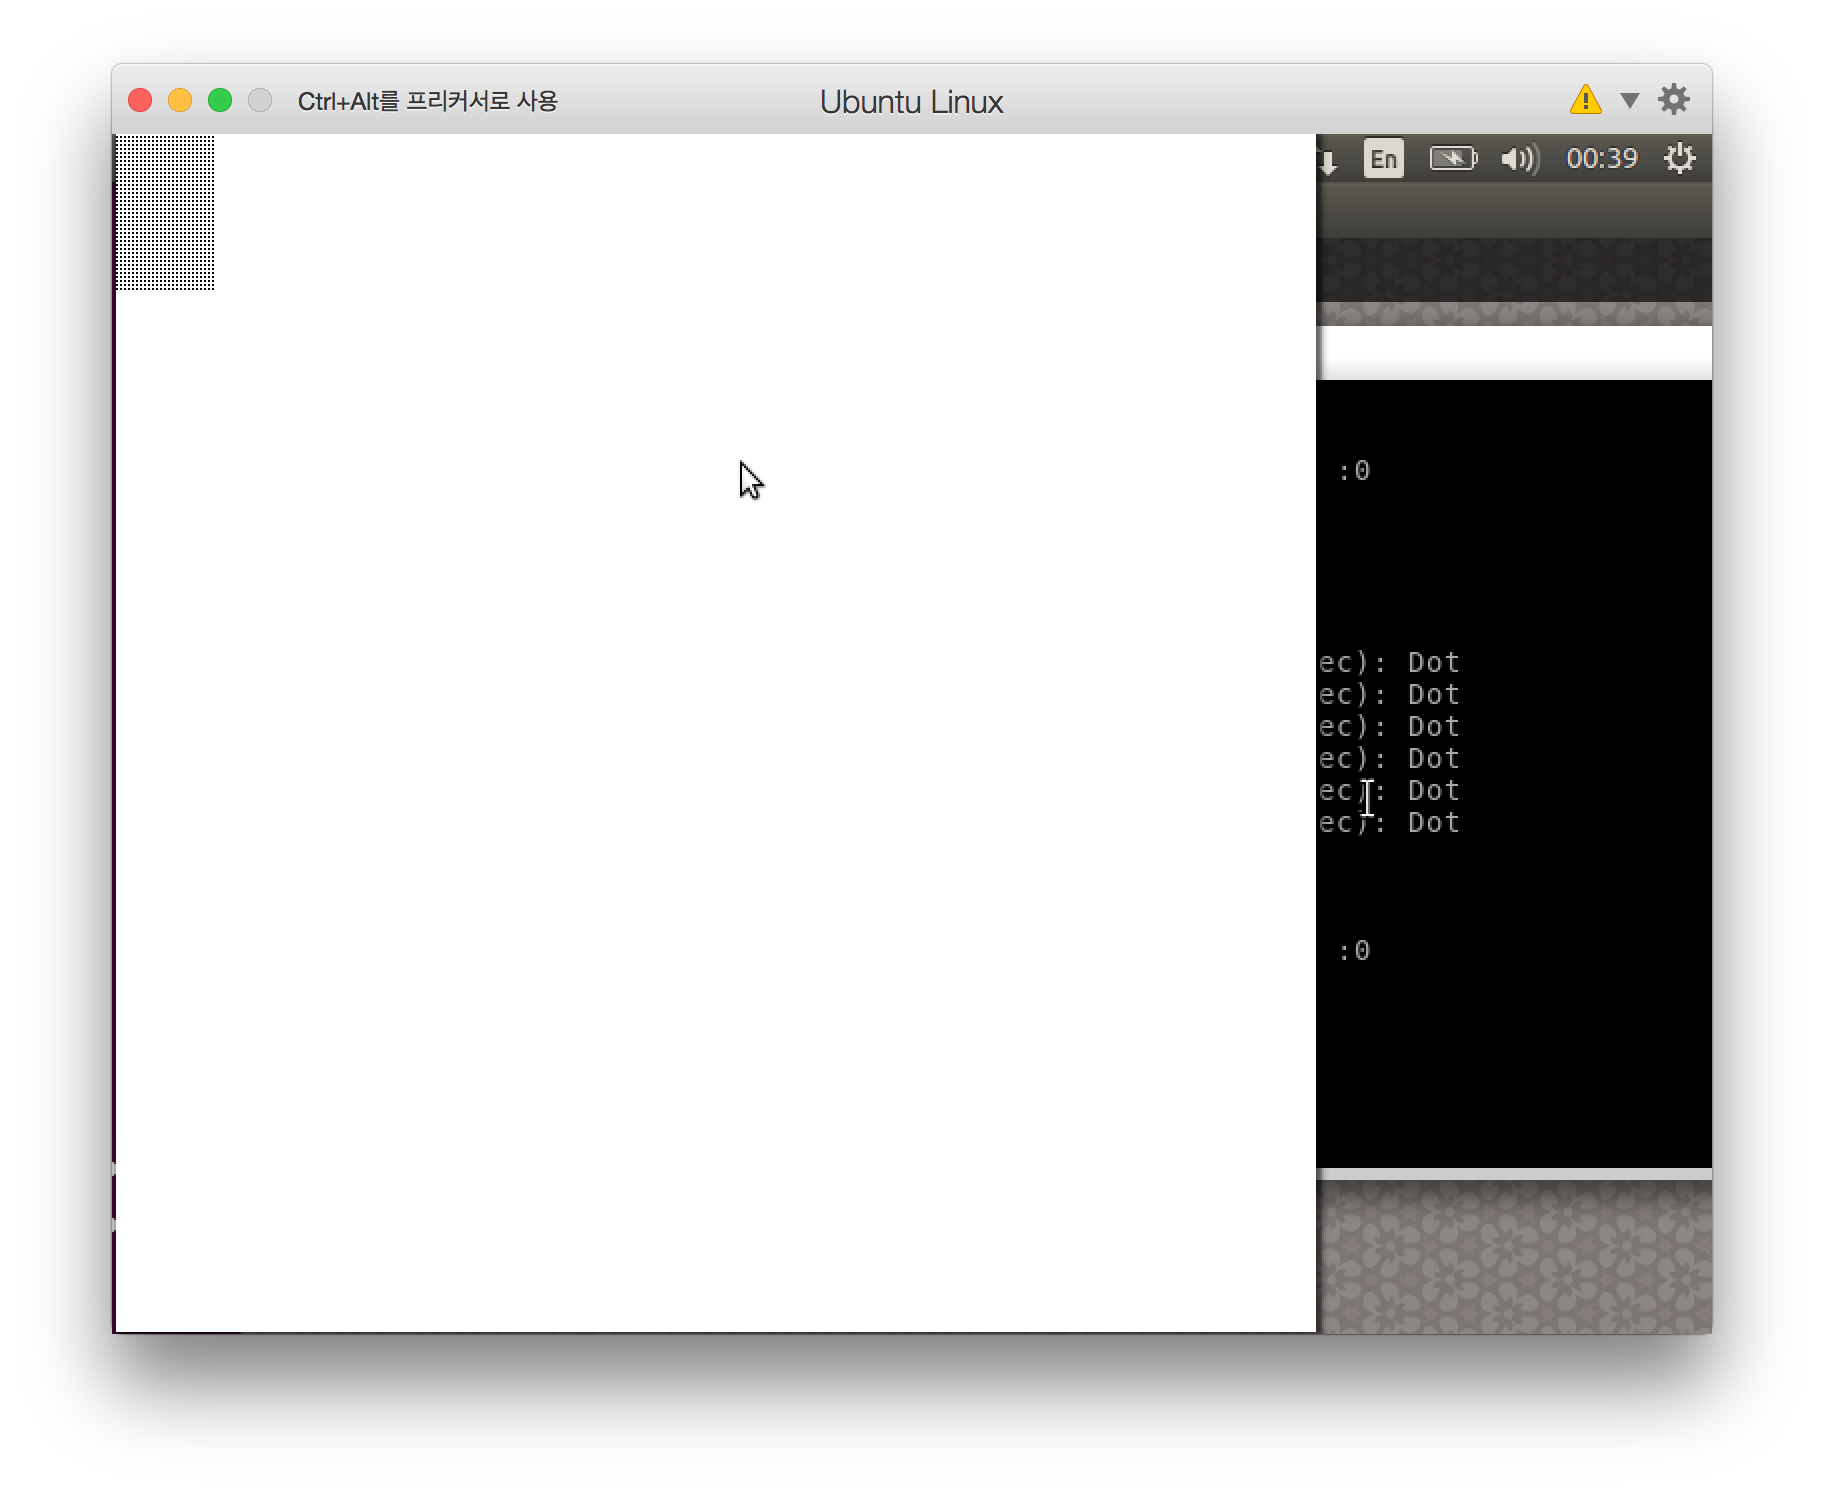 Ctrl+Alt를 프리커서로 사용
Ubuntu Linux
En
00:39
:0
ec): Dot
ec): Dot
ec): Dot
ec): Dot
ec): Dot
ec): Dot
:0